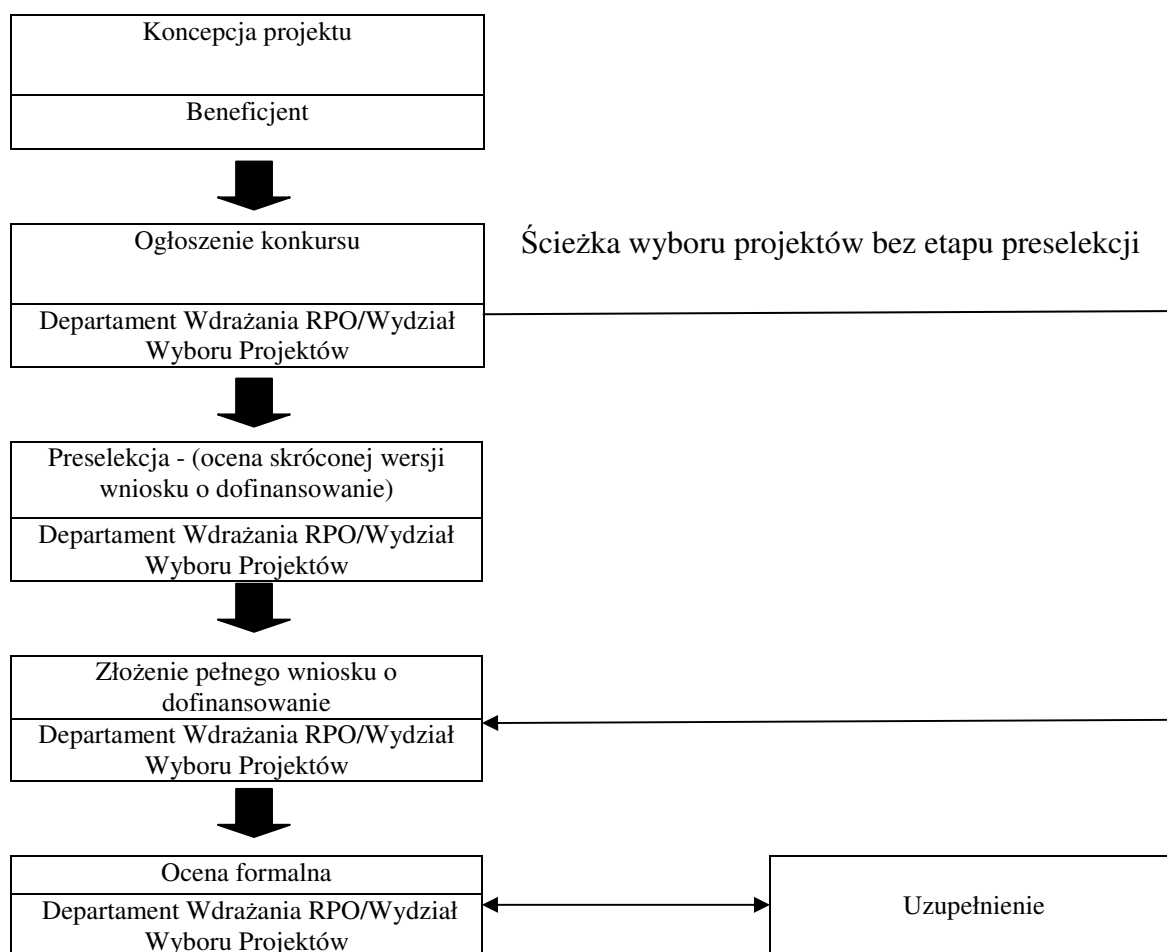 Koncepcja projektu
Beneficjent
Ogłoszenie konkursu
Ścieżka wyboru projektów bez etapu preselekcji
Departament Wdrażania RPO/Wydział
Wyboru Projektów
Preselekcja - (ocena skróconej wersji
wniosku o dofinansowanie)
Departament Wdrażania RPO/Wydział
Wyboru Projektów
Złożenie pełnego wniosku o
dofinansowanie
Departament Wdrażania RPO/Wydział
Wyboru Projektów
Ocena formalna
Departament Wdrażania RPO/Wydział
Wyboru Projektów
Uzupełnienie